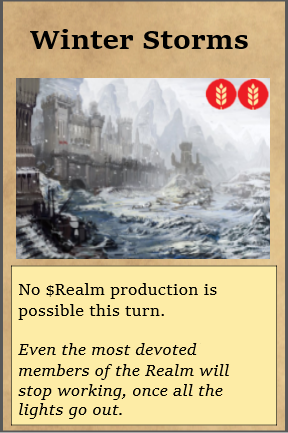 Winter Storms
No $Realm production is
possible this turn.
Even the most devoted
members of the Realm will
stop working, once all the
lights go out.